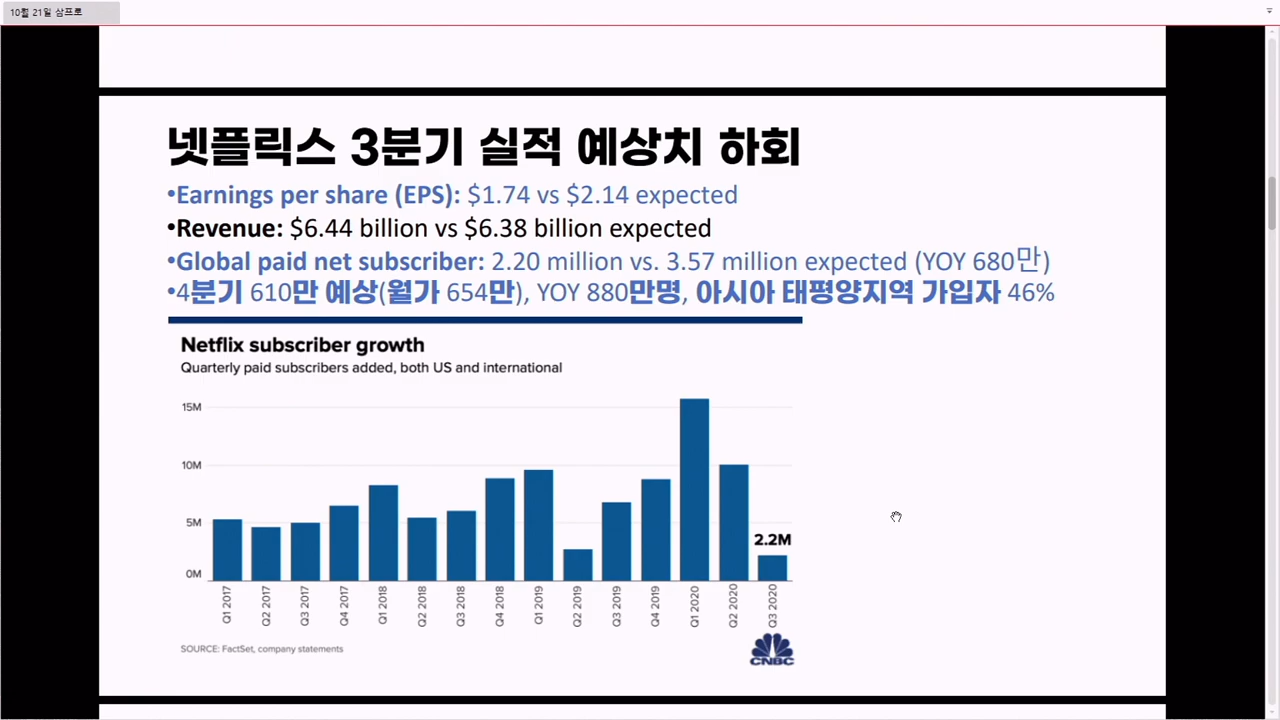 10월 21일 삼프로
넷플릭스 3분기 실적 예상치 하회
•Earnings per share (EPS): $1.74 vs $2.14 expected
•Revenue: $6.44 billion vs $6.38 billion expected
•Global paid net subscriber: 2.20 million vs. 3.57 million expected (YOY 680만)
•4분기 610만 예상(월가 654만), YOY 880만명, 아시아 태평양지역 가입자 46%
Netflix subscriber growth
Quarterly paid subscribers added, both US and international
15M
10M
5M
0M
2.2M
Q1 2017
Q2 2017
Q3 2017
Q4 2017
Q1 2018
Q2 2018
Q3 2018
Q4 2018
Q1 2019
Q2 2019
Q3 2019
Q4 2019
Q1 2020
Q2 2020
Q3 2020
SOURCE: FactSet, company statements
CNBC